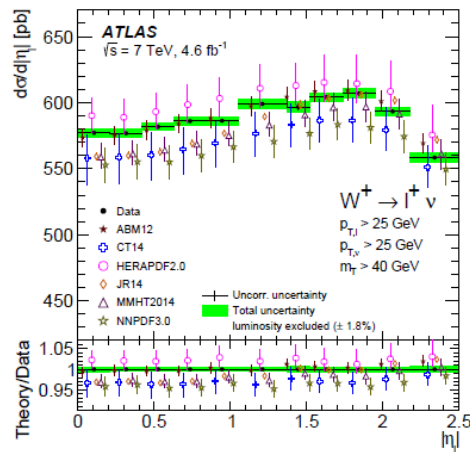 dσ/d|η| [pb]
650
600
550
500
450
ATLAS
√s = 7 TeV, 4.6 fb⁻¹
W⁺ → l⁺ ν
p_T,l > 25 GeV
p_T,ν > 25 GeV
m_T > 40 GeV
Data
ABM12
CT14
HERAPDF2.0
JR14
MMHT2014
NNPDF3.0
Uncorr. uncertainty
Total uncertainty
luminosity excluded (± 1.8%)
Theory/Data
1.05
1
0.95
0 0.5 1 1.5 2 2.5
|η_l|